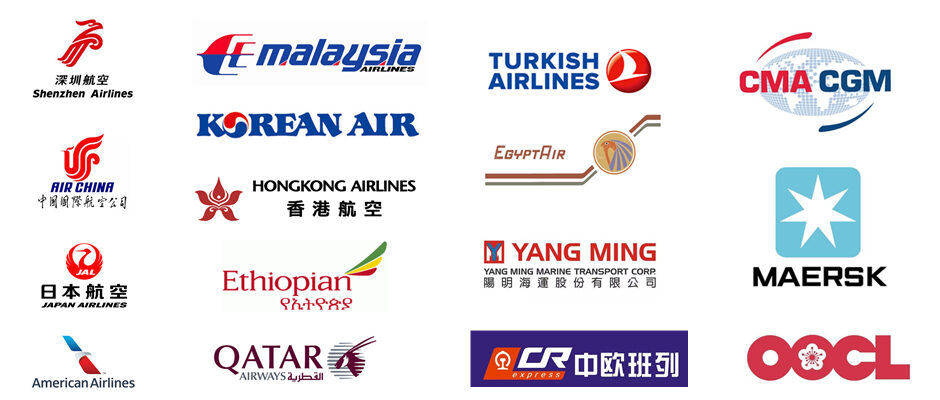 深圳航空
Shenzhen Airlines
AIR CHINA
中国国際航空公司
JAL
日本航空
JAPAN AIRLINES
American Airlines
malaysia
AIRLINES
KOREAN AIR
HONGKONG AIRLINES
香港航空
Ethiopian
የኢትዮጵያ
QATAR
AIRWAYS القطرية
TURKISH
AIRLINES
EGYPTAIR
YANG MING
YANG MING MARINE TRANSPORT CORP.
陽明海運股份有限公司
CR
express
中欧班列
CMA CGM
MAERSK
OOCL